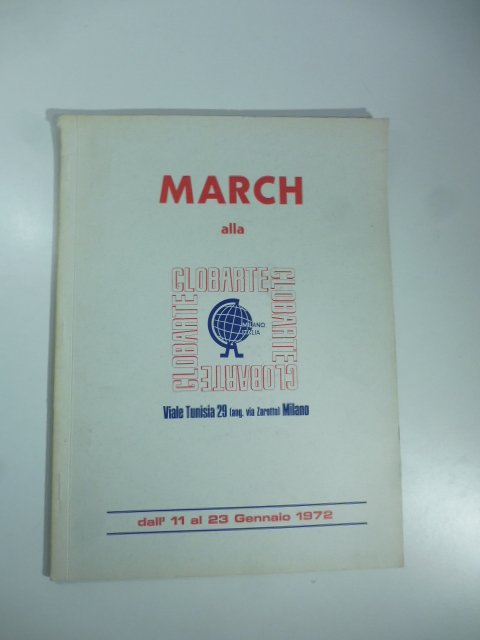 MARCH
alla
CLOBARTE
CLOBARTE
CLOBARTE
MILANO
ITALIA
CLOBARTE
Viale Tunisia 29 (ang. via Zarotto) Milano
dall' 11 al 23 Gennaio 1972